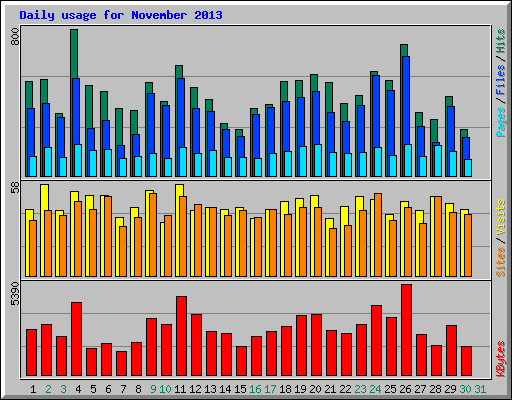 Daily usage for November 2013
800
Pages / Files / Hits
58
Sites / Visits
5390
KBytes
1 2 3 4 5 6 7 8 9 10 11 12 13 14 15 16 17 18 19 20 21 22 23 24 25 26 27 28 29 30 31